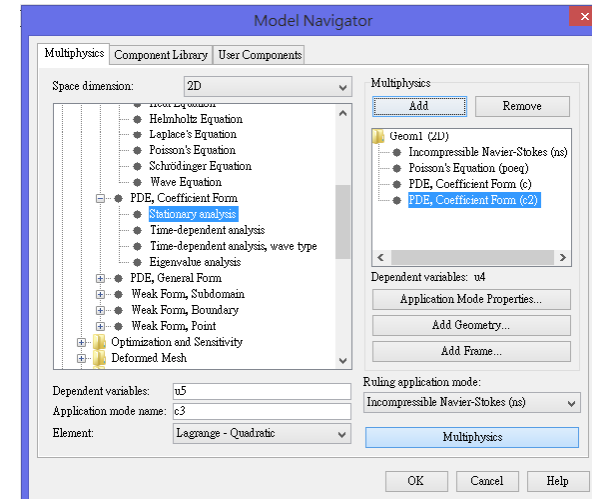 Model Navigator
Multiphysics
Component Library
User Components
Space dimension:
2D
Heat Equation
Helmholtz Equation
Laplace's Equation
Poisson's Equation
Schrödinger Equation
Wave Equation
PDE, Coefficient Form
Stationary analysis
Time-dependent analysis
Time-dependent analysis, wave type
Eigenvalue analysis
PDE, General Form
Weak Form, Subdomain
Weak Form, Boundary
Weak Form, Point
Optimization and Sensitivity
Deformed Mesh
Dependent variables:
u5
Application mode name:
c3
Element:
Lagrange - Quadratic
Multiphysics
Add
Remove
Geom1 (2D)
Incompressible Navier-Stokes (ns)
Poisson's Equation (poeq)
PDE, Coefficient Form (c)
PDE, Coefficient Form (c2)
Dependent variables: u4
Application Mode Properties...
Add Geometry...
Add Frame...
Ruling application mode:
Incompressible Navier-Stokes (ns)
Multiphysics
OK
Cancel
Help